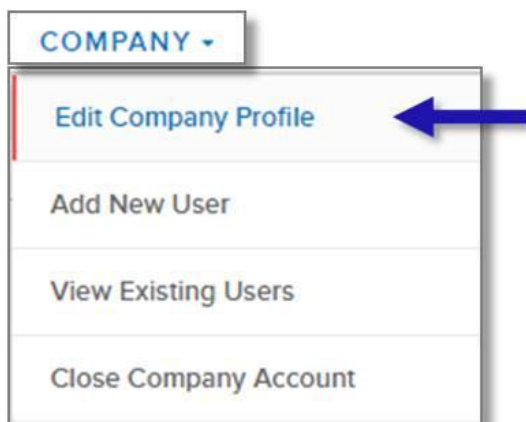 COMPANY
Edit Company Profile
Add New User
View Existing Users
Close Company Account